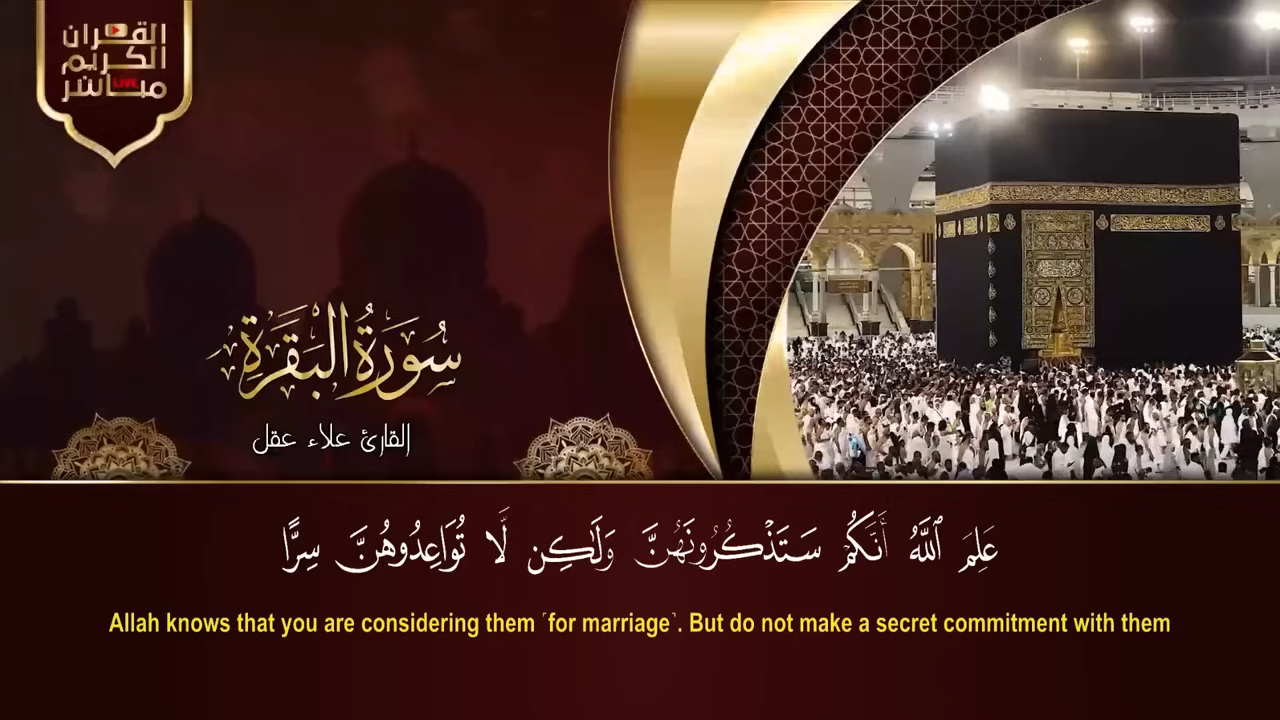 القرآن
الكريم
مباشر
LIVE
سُورَةُ الْبَقَرَةِ
القارئ علاء عقل
عَلِمَ ٱللَّهُ أَنَّكُمْ سَتَذْكُرُونَهُنَّ وَلَٰكِن لَّا تُوَاعِدُوهُنَّ سِرًّا
Allah knows that you are considering them ˹for marriage˺. But do not make a secret commitment with them